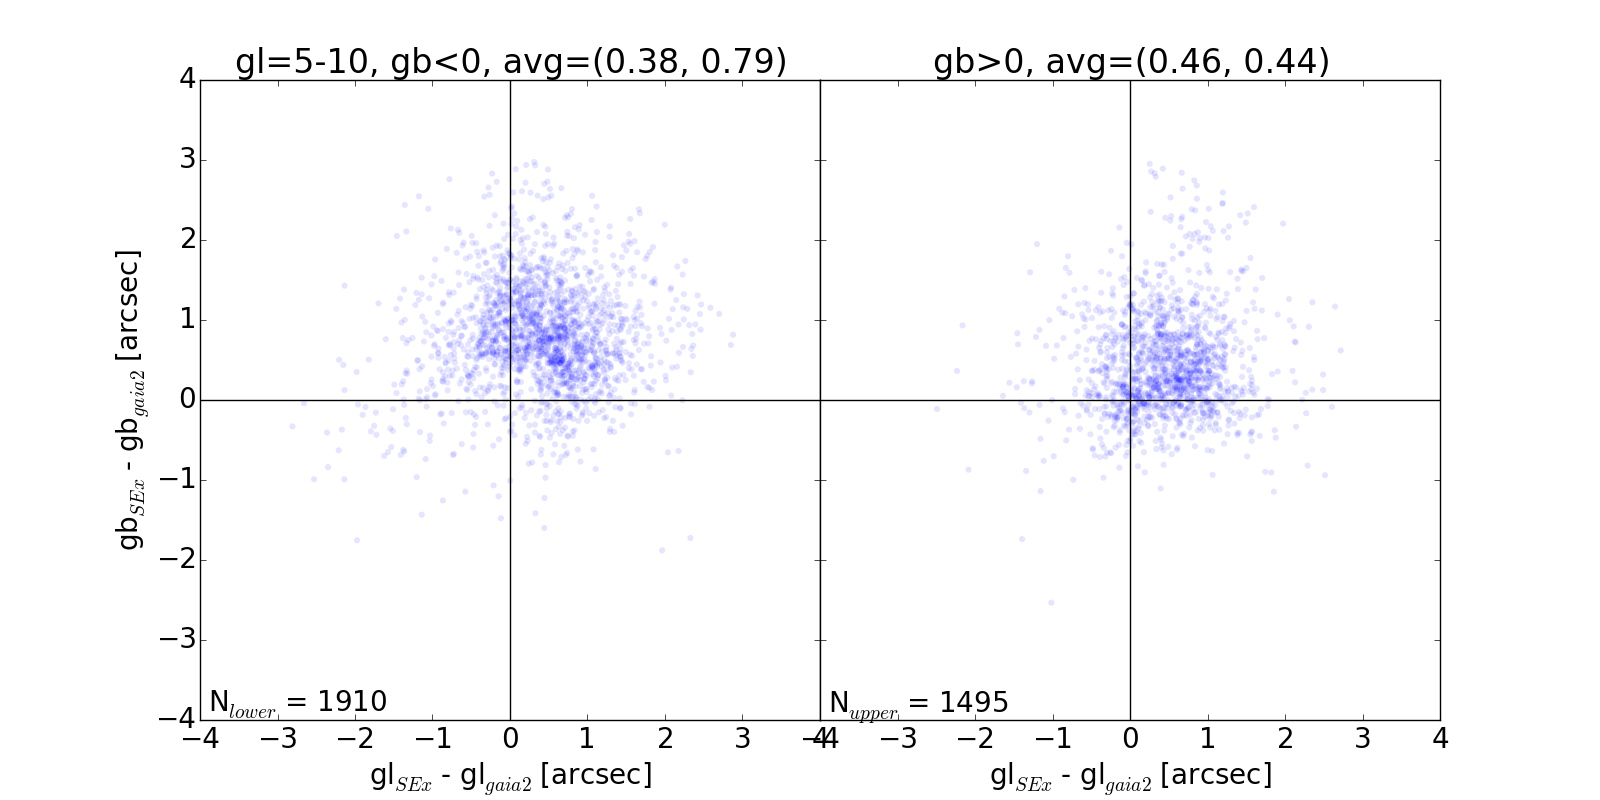 gl=5-10, gb<0, avg=(0.38, 0.79)
gb>0, avg=(0.46, 0.44)
4
3
2
1
0
−1
−2
−3
−4
gb_SEx - gb_gaia2 [arcsec]
N_lower = 1910
N_upper = 1495
−4 −3 −2 −1 0 1 2 3 4
−4 −3 −2 −1 0 1 2 3 4
gl_SEx - gl_gaia2 [arcsec]
gl_SEx - gl_gaia2 [arcsec]